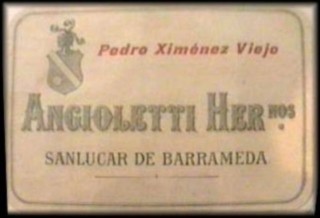 Pedro Ximénez Viejo
ANGIOLETTI HERNOS.
SANLUCAR DE BARRAMEDA